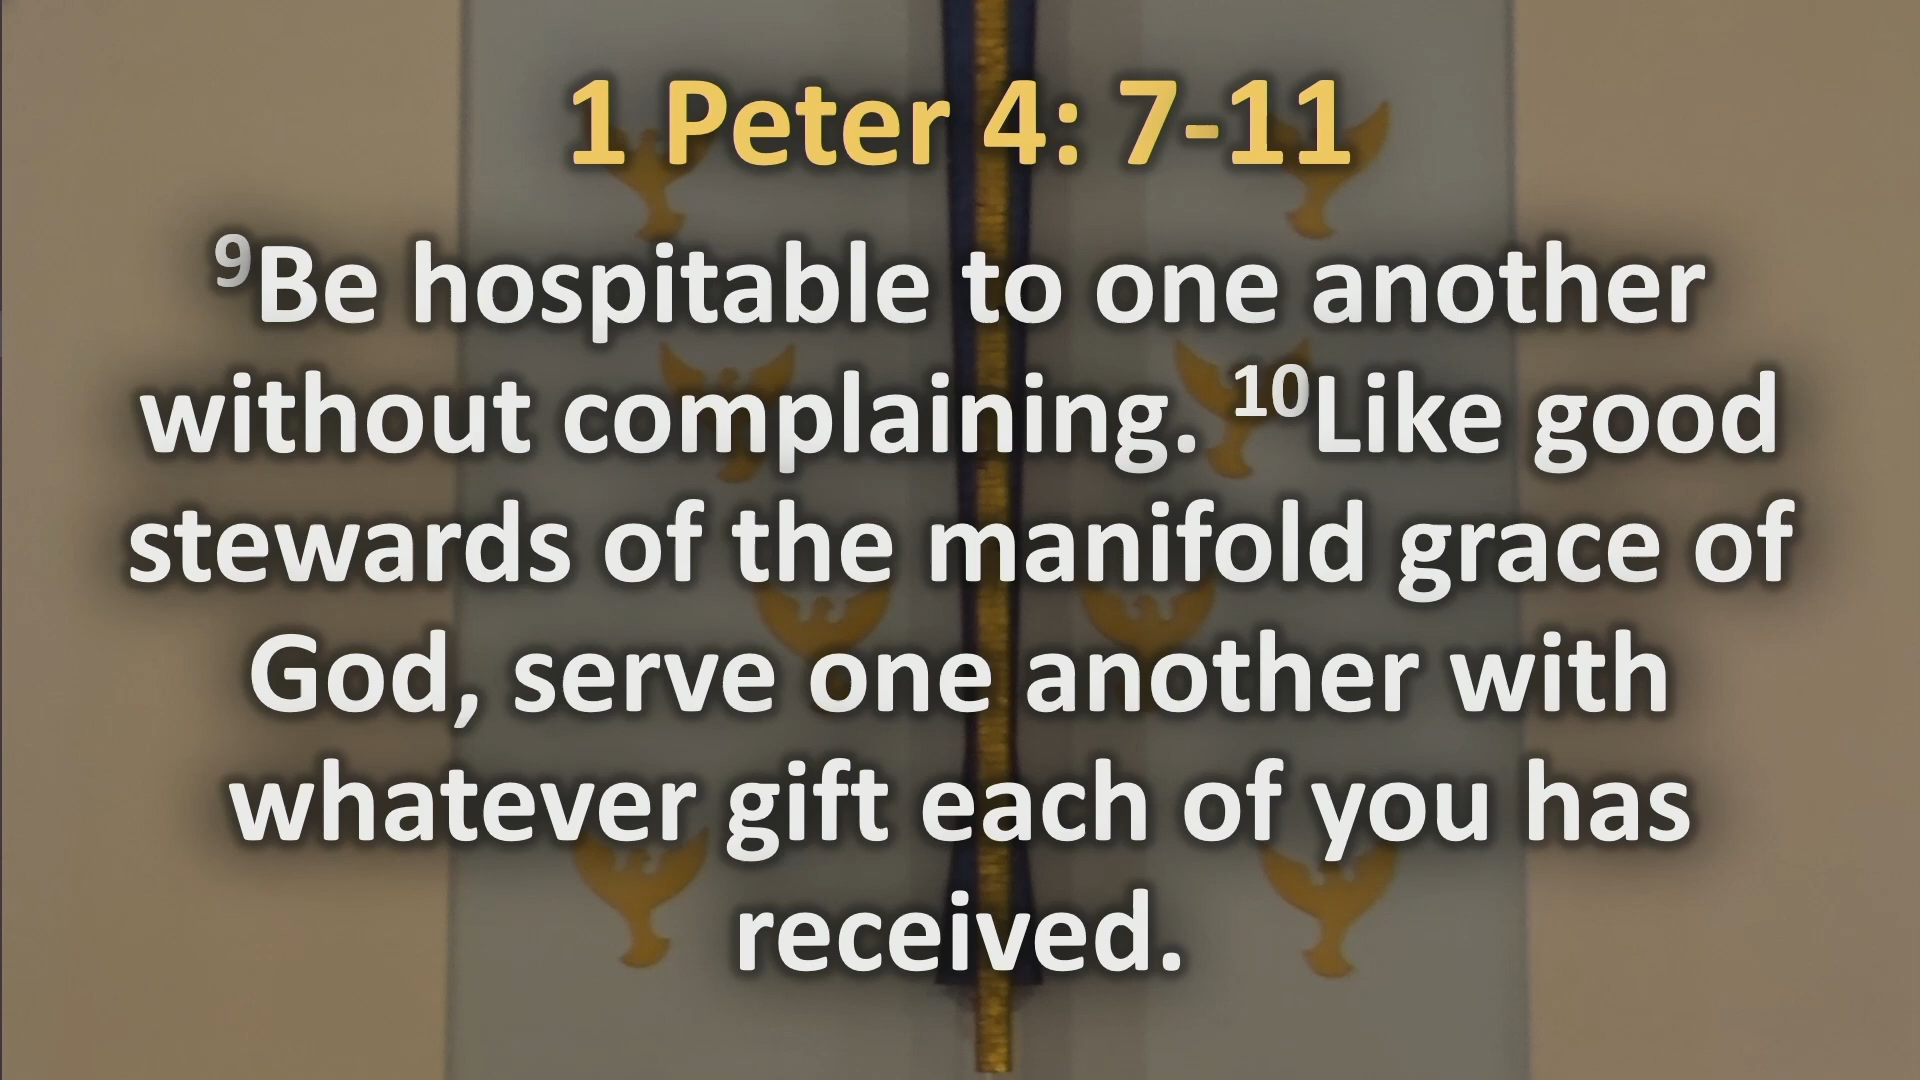 1 Peter 4: 7-11
⁹Be hospitable to one another
without complaining. ¹⁰Like good
stewards of the manifold grace of
God, serve one another with
whatever gift each of you has
received.